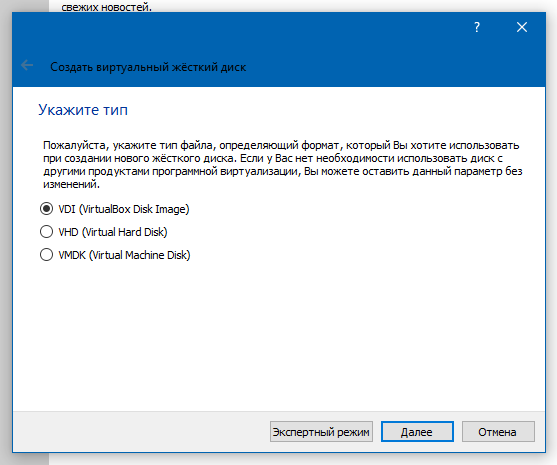 свежих новостей.
?
Создать виртуальный жёсткий диск
Укажите тип
Пожалуйста, укажите тип файла, определяющий формат, который Вы хотите использовать
при создании нового жёсткого диска. Если у Вас нет необходимости использовать диск с
другими продуктами программной виртуализации, Вы можете оставить данный параметр без
изменений.
VDI (VirtualBox Disk Image)
VHD (Virtual Hard Disk)
VMDK (Virtual Machine Disk)
Экспертный режим Далее Отмена